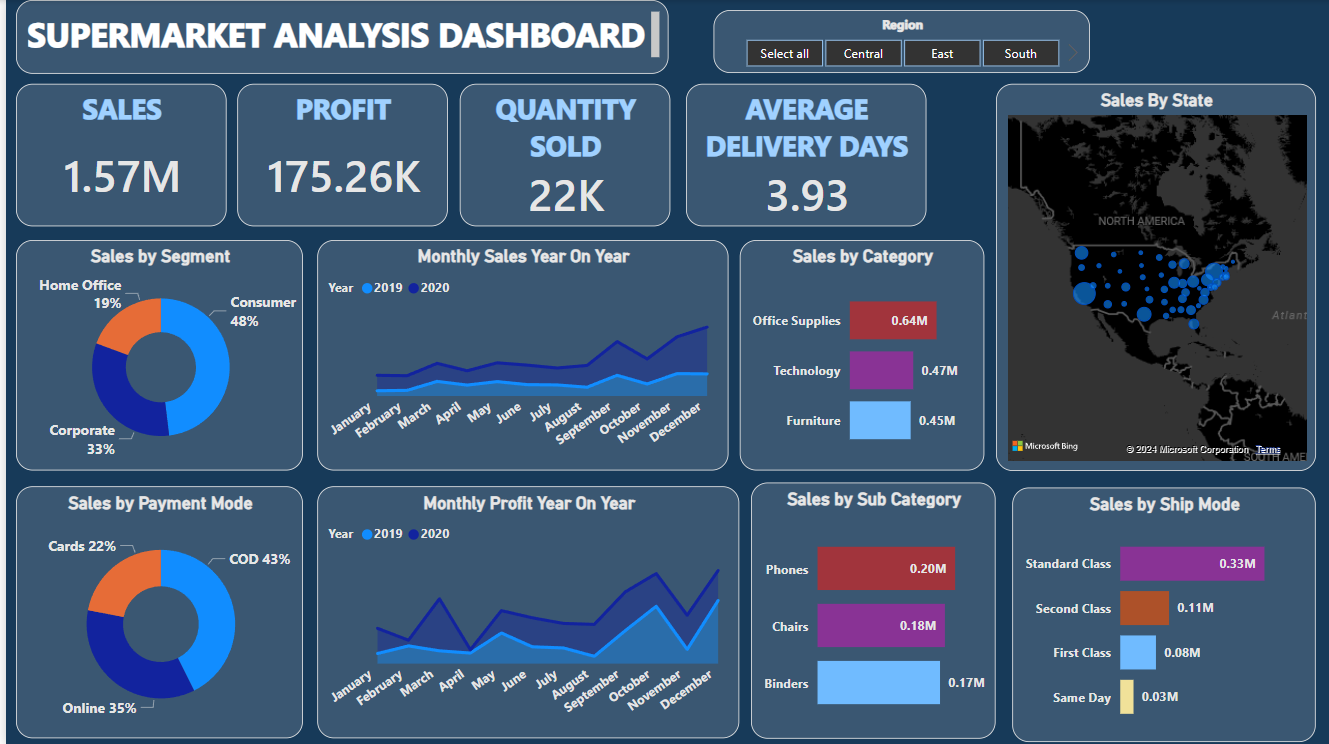 SUPERMARKET ANALYSIS DASHBOARD
Region
Select all
Central
East
South
SALES
1.57M
PROFIT
175.26K
QUANTITY
SOLD
22K
AVERAGE
DELIVERY DAYS
3.93
Sales By State
NORTH AMERICA
Atlant
Microsoft Bing
© 2024 Microsoft Corporation
Terms
SOUTH AME
Sales by Segment
Home Office
19%
Consumer
48%
Corporate
33%
Monthly Sales Year On Year
Year 2019 2020
January
February
March
April
May
June
July
August
September
October
November
December
Sales by Category
Office Supplies 0.64M
Technology 0.47M
Furniture 0.45M
Sales by Payment Mode
Cards 22%
COD 43%
Online 35%
Monthly Profit Year On Year
Year 2019 2020
January
February
March
April
May
June
July
August
September
October
November
December
Sales by Sub Category
Phones 0.20M
Chairs 0.18M
Binders 0.17M
Sales by Ship Mode
Standard Class 0.33M
Second Class 0.11M
First Class 0.08M
Same Day 0.03M